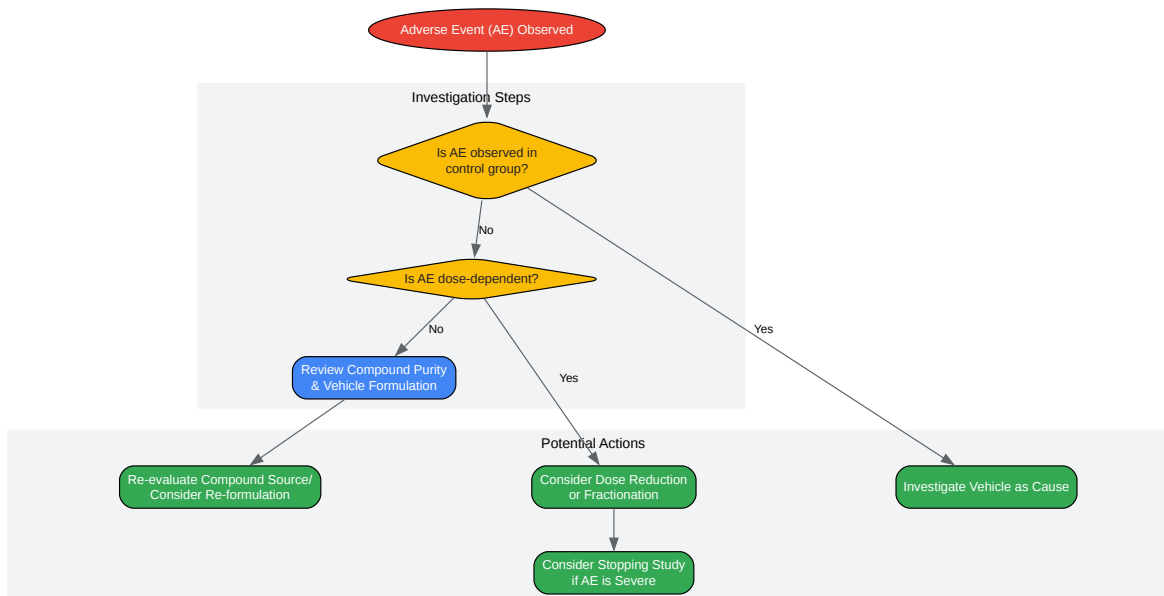 Adverse Event (AE) Observed
Investigation Steps
Is AE observed in
control group?
No
Is AE dose-dependent?
No
Yes
Review Compound Purity
& Vehicle Formulation
Yes
Potential Actions
Re-evaluate Compound Source/
Consider Re-formulation
Consider Dose Reduction
or Fractionation
Investigate Vehicle as Cause
Consider Stopping Study
if AE is Severe